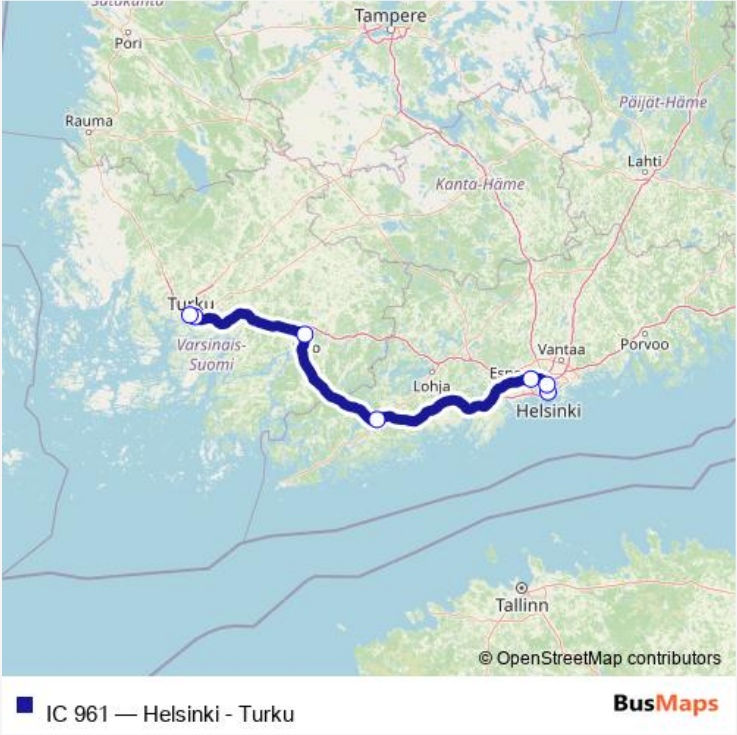 Satakunta
Tampere
Pori
Päijät-Häme
Rauma
Lahti
Kanta-Häme
Turku
Varsinais-
Suomi
Vantaa
Porvoo
Lohja
Helsinki
Tallinn
© OpenStreetMap contributors
IC 961 — Helsinki - Turku
BusMaps